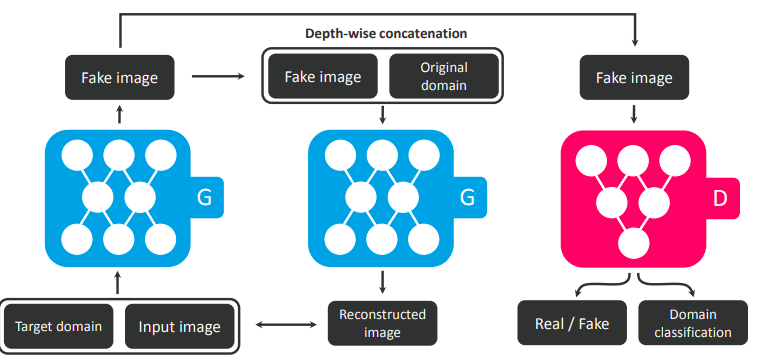 Depth-wise concatenation
Fake image
Fake image
Original
domain
Fake image
G
G
D
Target domain
Input image
Reconstructed
image
Real / Fake
Domain
classification